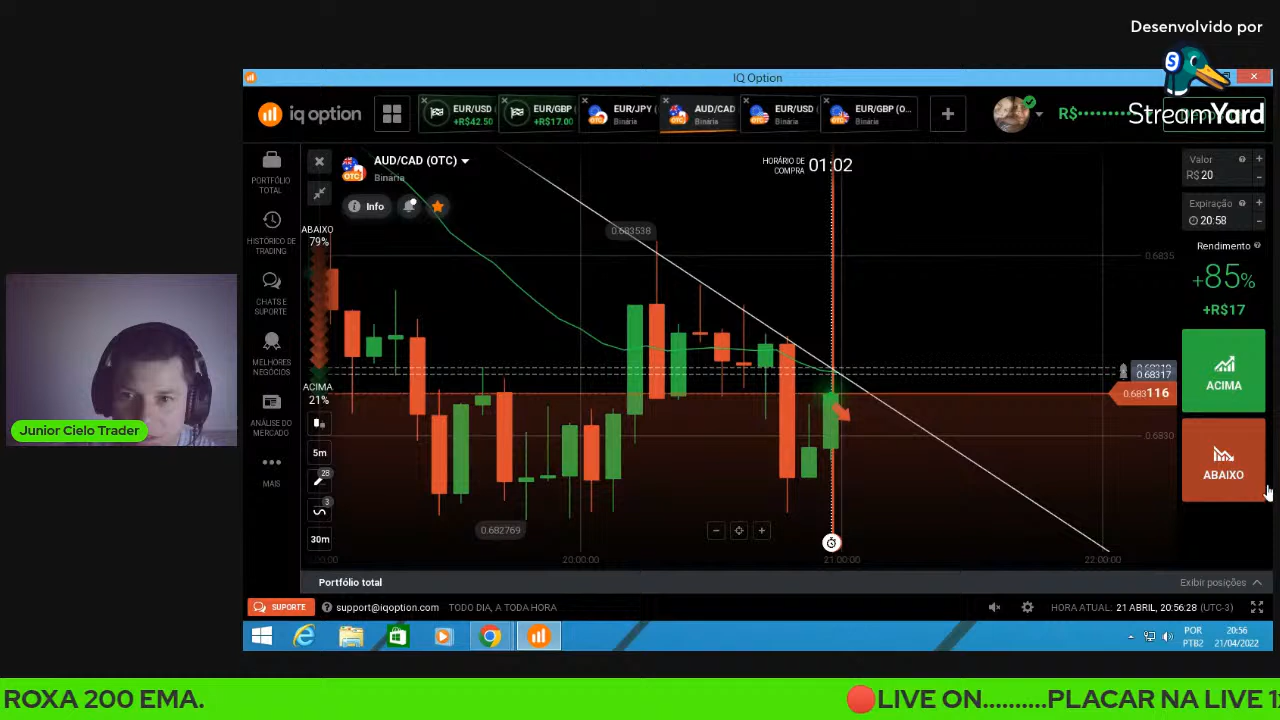 Desenvolvido por
StreamYard
IQ Option
iq option
EUR/USD
+R$42.50
EUR/GBP
+R$17.00
EUR/JPY (
Binária
AUD/CAD
Binária
EUR/USD
Binária
EUR/GBP (O...
Binária
R$
PORTFÓLIO
TOTAL
HISTÓRICO DE
TRADING
CHATS E
SUPORTE
MELHORES
NEGÓCIOS
ANÁLISE DO
MERCADO
MAIS
AUD/CAD (OTC)
OTC
Binária
Info
ABAIXO
79%
ACIMA
21%
5m
28
3
30m
HORÁRIO DE
COMPRA
01:02
0.683538
0.682769
0.6835
0.68317
0.683116
0.6830
20:00:00
21:00:00
22:00:00
Valor
R$ 20
Expiração
20:58
Rendimento
+85%
+R$17
ACIMA
ABAIXO
Portfólio total
Exibir posições
SUPORTE
support@iqoption.com
TODO DIA, A TODA HORA
HORA ATUAL: 21 ABRIL, 20:56:28 (UTC-3)
POR
PTB2
20:56
21/04/2022
Junior Cielo Trader
ROXA 200 EMA.
🔴LIVE ON..........PLACAR NA LIVE 1